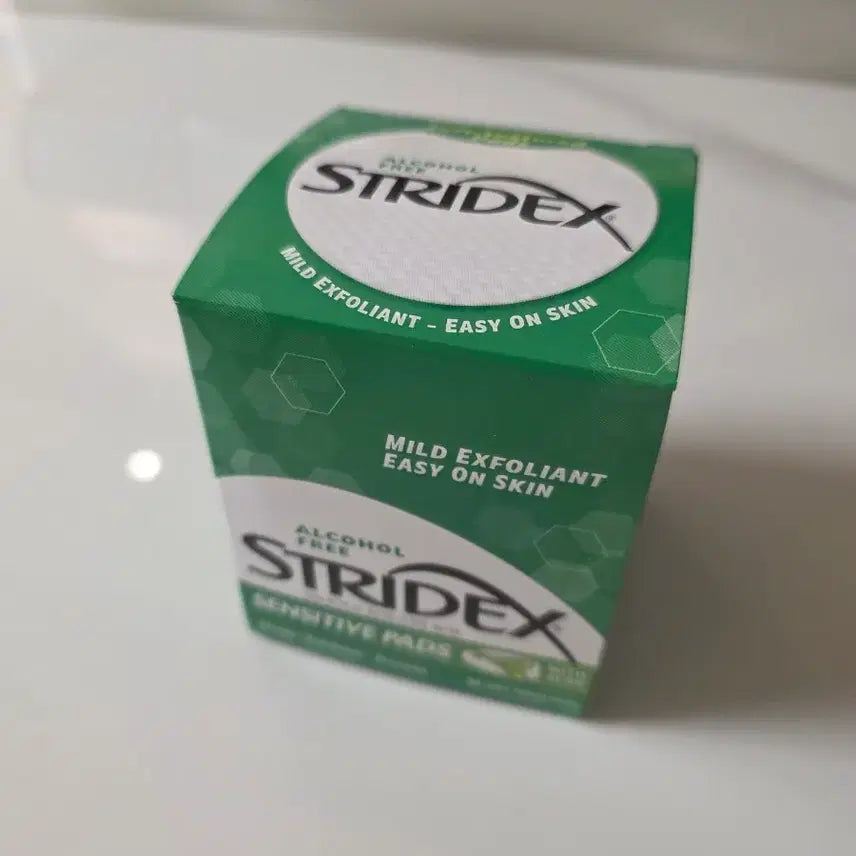 ALCOHOL
FREE
STRIDEX
MILD EXFOLIANT - EASY ON SKIN
MILD EXFOLIANT
EASY ON SKIN
ALCOHOL
FREE
STRIDEX
SENSITIVE PADS